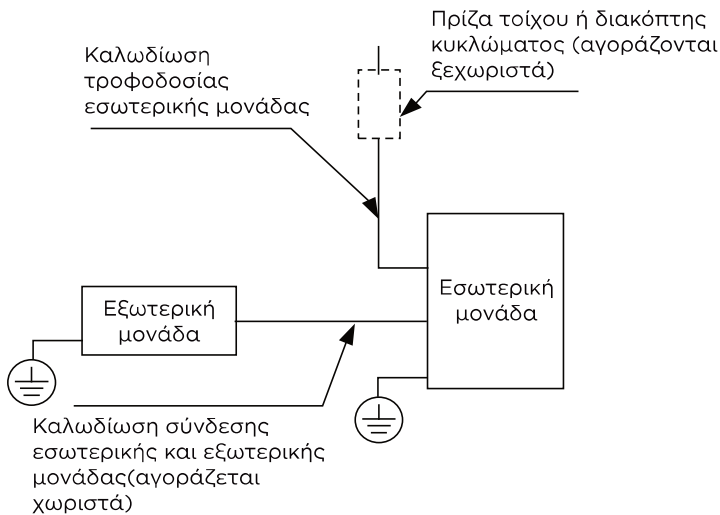 Πρίζα τοίχου ή διακόπτης
κυκλώματος (αγοράζονται
ξεχωριστά)
Καλωδίωση
τροφοδοσίας
εσωτερικής μονάδας
Εσωτερική
μονάδα
Εξωτερική
μονάδα
Καλωδίωση σύνδεσης
εσωτερικής και εξωτερικής
μονάδας(αγοράζεται
χωριστά)